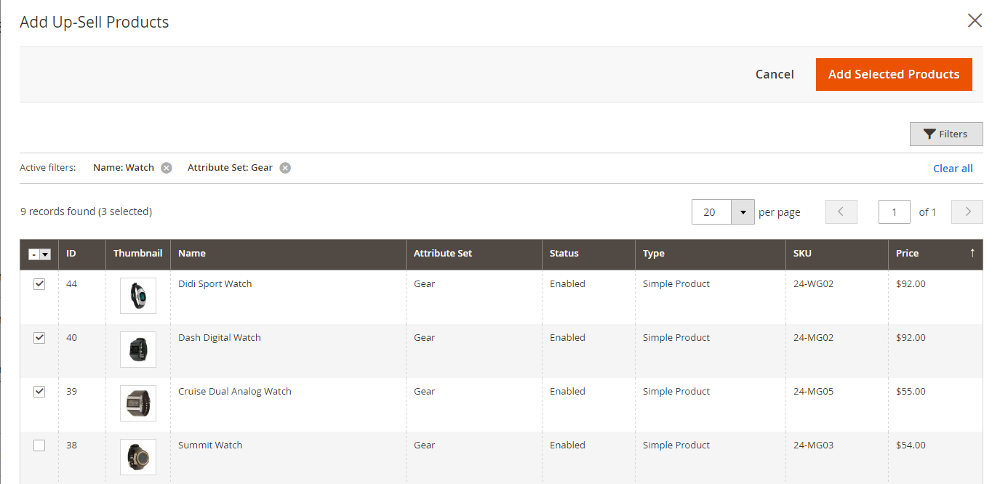 Add Up-Sell Products
Cancel Add Selected Products
Filters
Active filters: Name: Watch Attribute Set: Gear Clear all
9 records found (3 selected) 20 per page 1 of 1
ID Thumbnail Name Attribute Set Status Type SKU Price ↑
44 Didi Sport Watch Gear Enabled Simple Product 24-WG02 $92.00
40 Dash Digital Watch Gear Enabled Simple Product 24-MG02 $92.00
39 Cruise Dual Analog Watch Gear Enabled Simple Product 24-MG05 $55.00
38 Summit Watch Gear Enabled Simple Product 24-MG03 $54.00